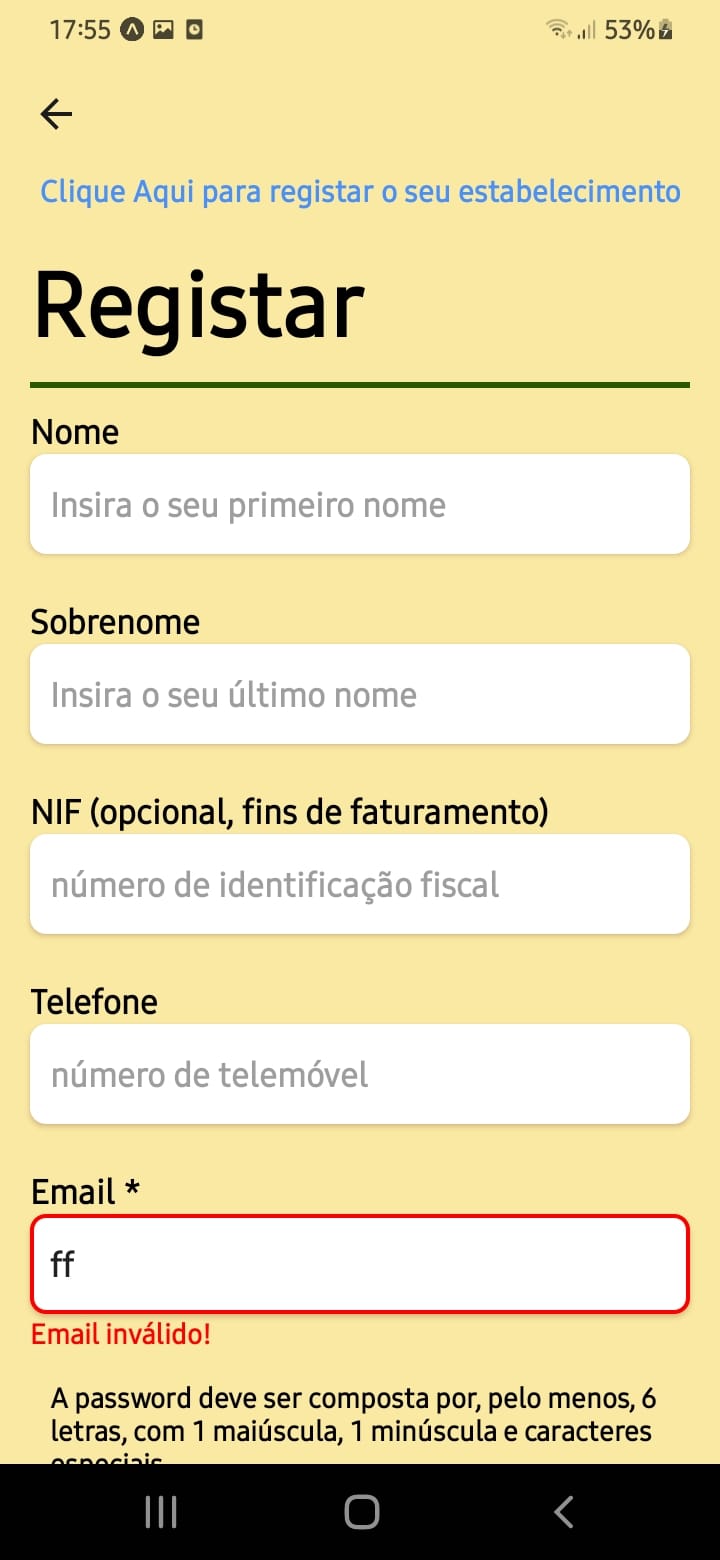 17:55
53%
Clique Aqui para registar o seu estabelecimento
Registar
Nome
Insira o seu primeiro nome
Sobrenome
Insira o seu último nome
NIF (opcional, fins de faturamento)
número de identificação fiscal
Telefone
número de telemóvel
Email *
ff
Email inválido!
A password deve ser composta por, pelo menos, 6
letras, com 1 maiúscula, 1 minúscula e caracteres
especiais